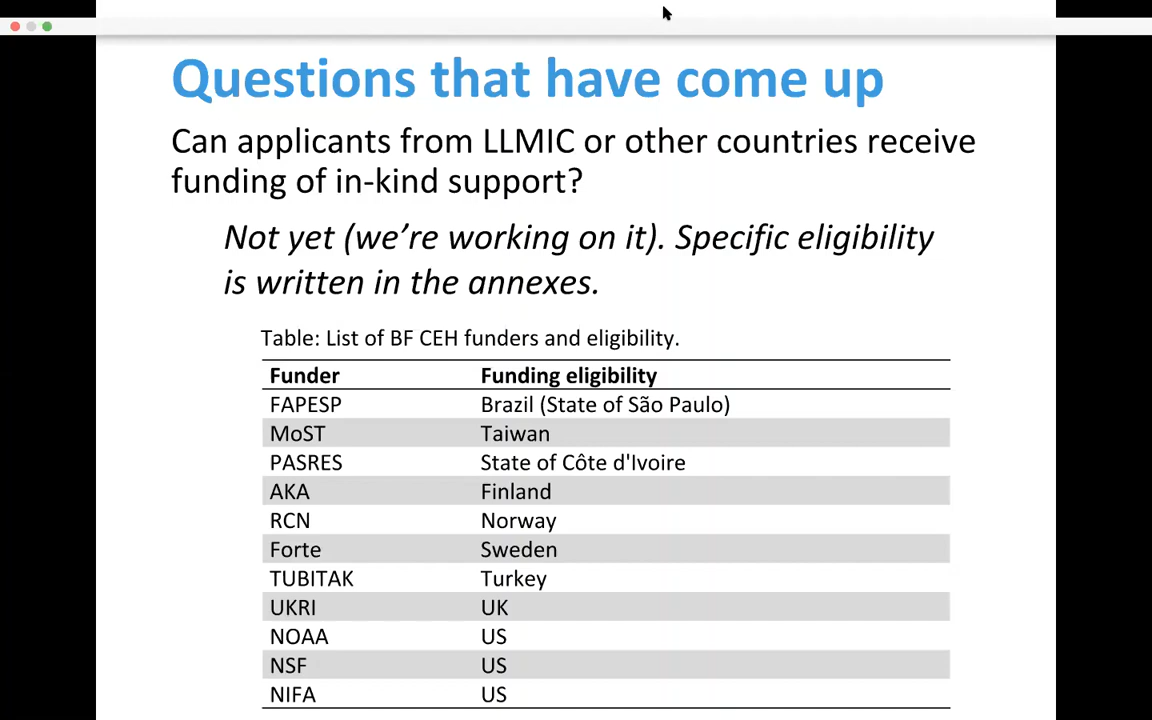 Questions that have come up
Can applicants from LLMIC or other countries receive
funding of in-kind support?
Not yet (we’re working on it). Specific eligibility
is written in the annexes.
Table: List of BF CEH funders and eligibility.
Funder Funding eligibility
FAPESP Brazil (State of São Paulo)
MoST Taiwan
PASRES State of Côte d'Ivoire
AKA Finland
RCN Norway
Forte Sweden
TUBITAK Turkey
UKRI UK
NOAA US
NSF US
NIFA US